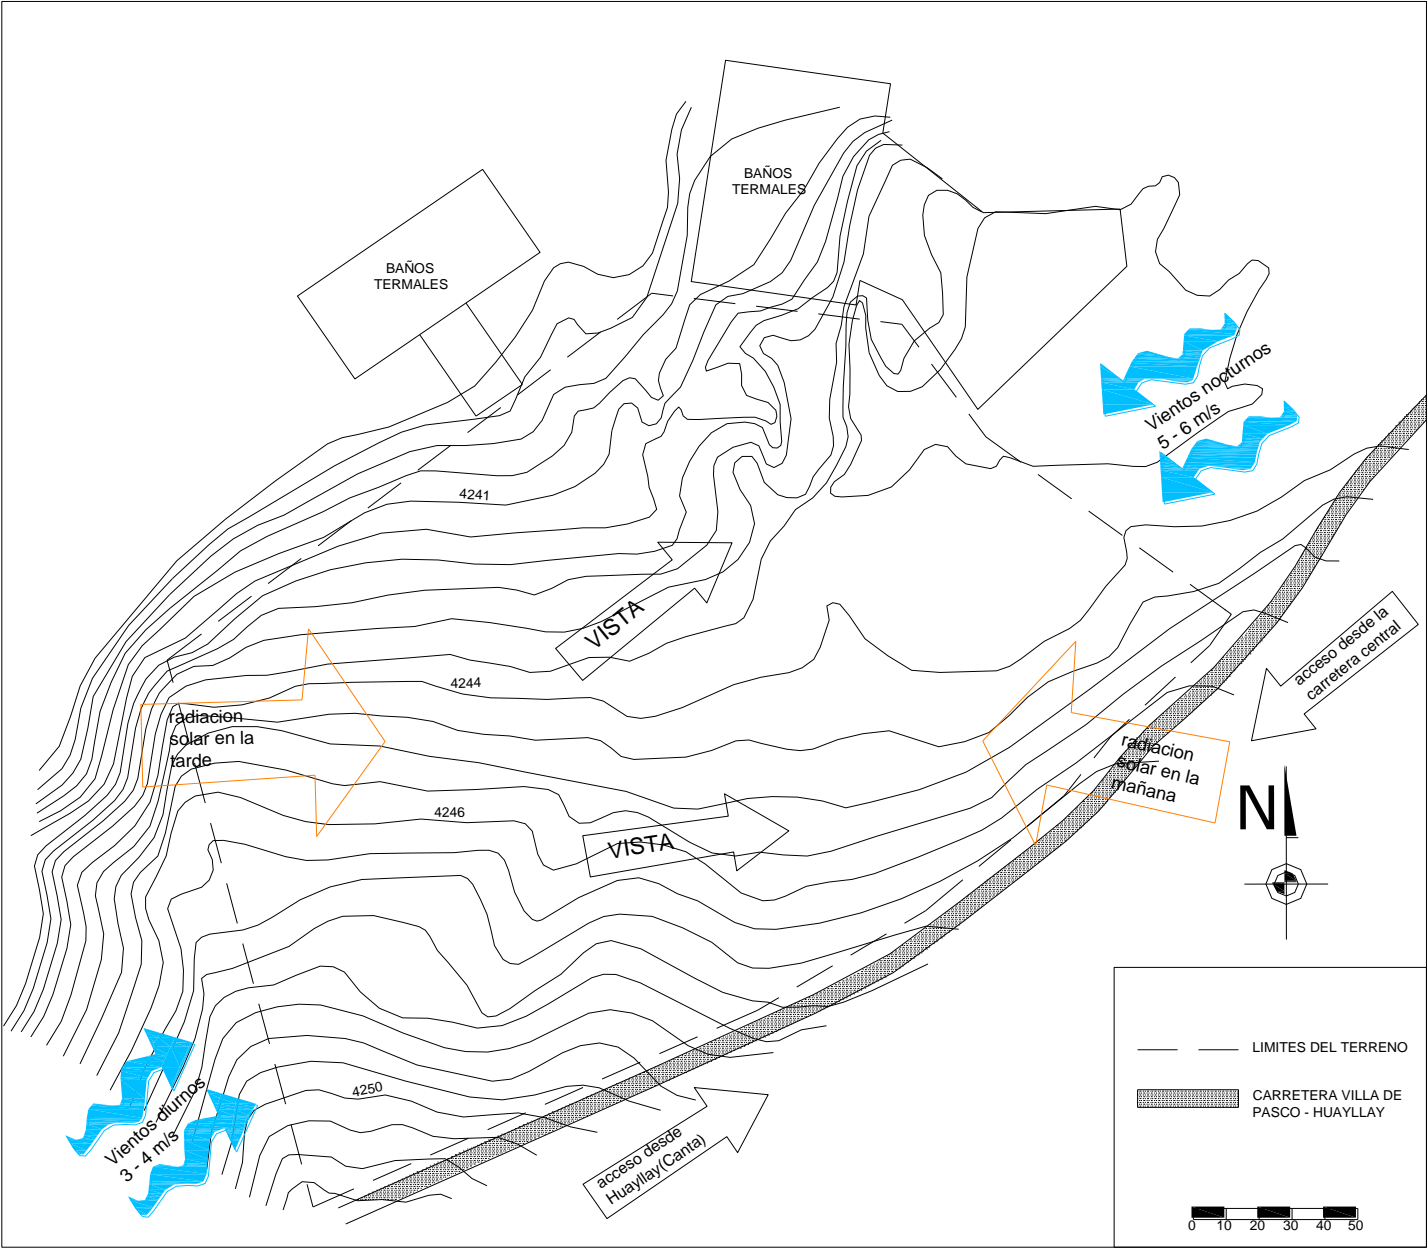 BAÑOS
TERMALES
BAÑOS
TERMALES
Vientos nocturnos
5 - 6 m/s
4241
VISTA
acceso desde la
carretera central
4244
radiacion
solar en la
tarde
radiacion
solar en la
mañana
N
4246
VISTA
LIMITES DEL TERRENO
4250
CARRETERA VILLA DE
PASCO - HUAYLLAY
Vientos diurnos
3 - 4 m/s
acceso desde
Huayllay(Canta)
0 10 20 30 40 50